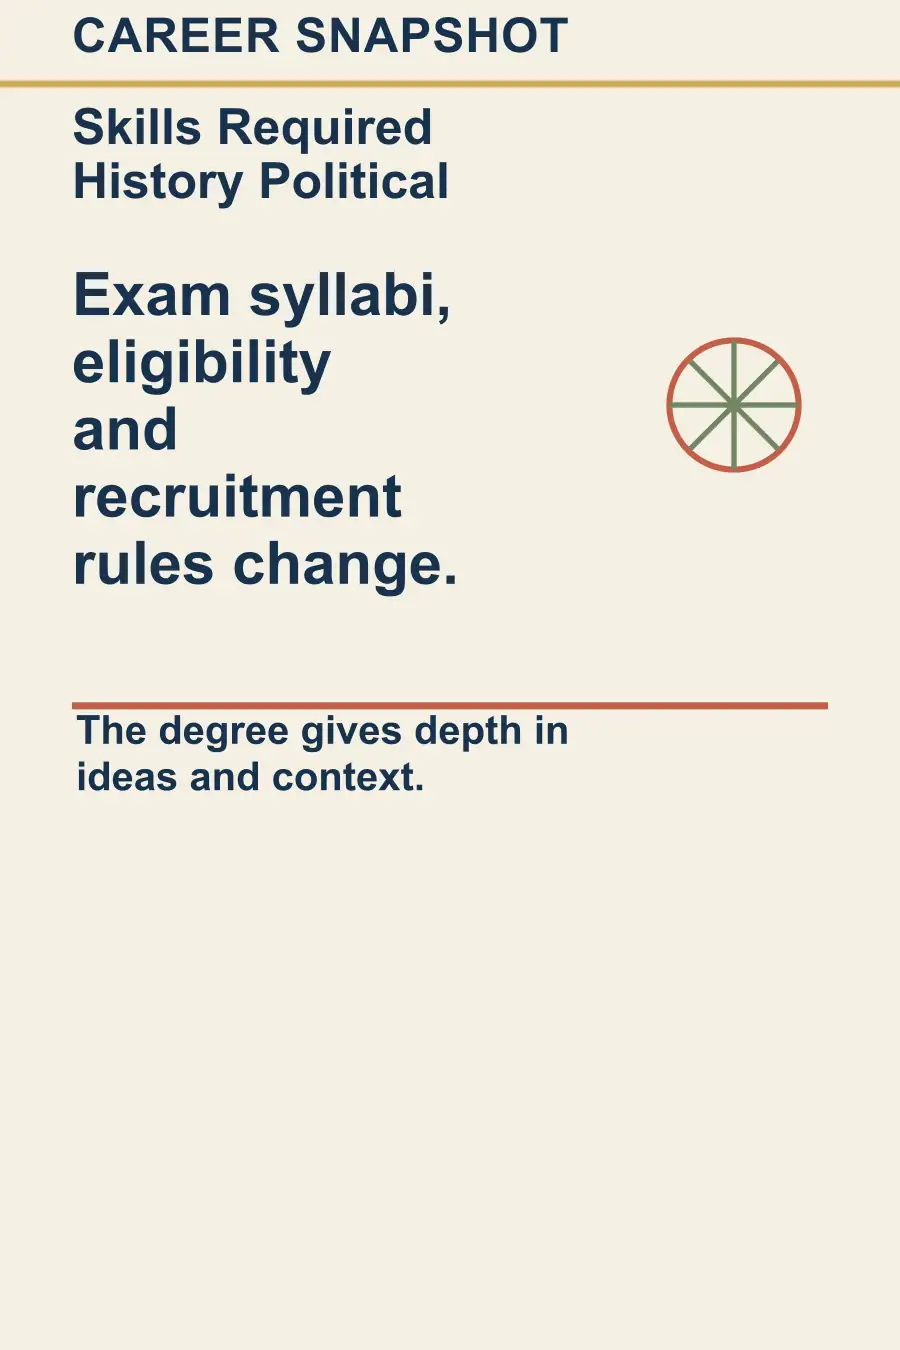 CAREER SNAPSHOT
Skills Required
History Political
Exam syllabi,
eligibility
and
recruitment
rules change.
The degree gives depth in
ideas and context.